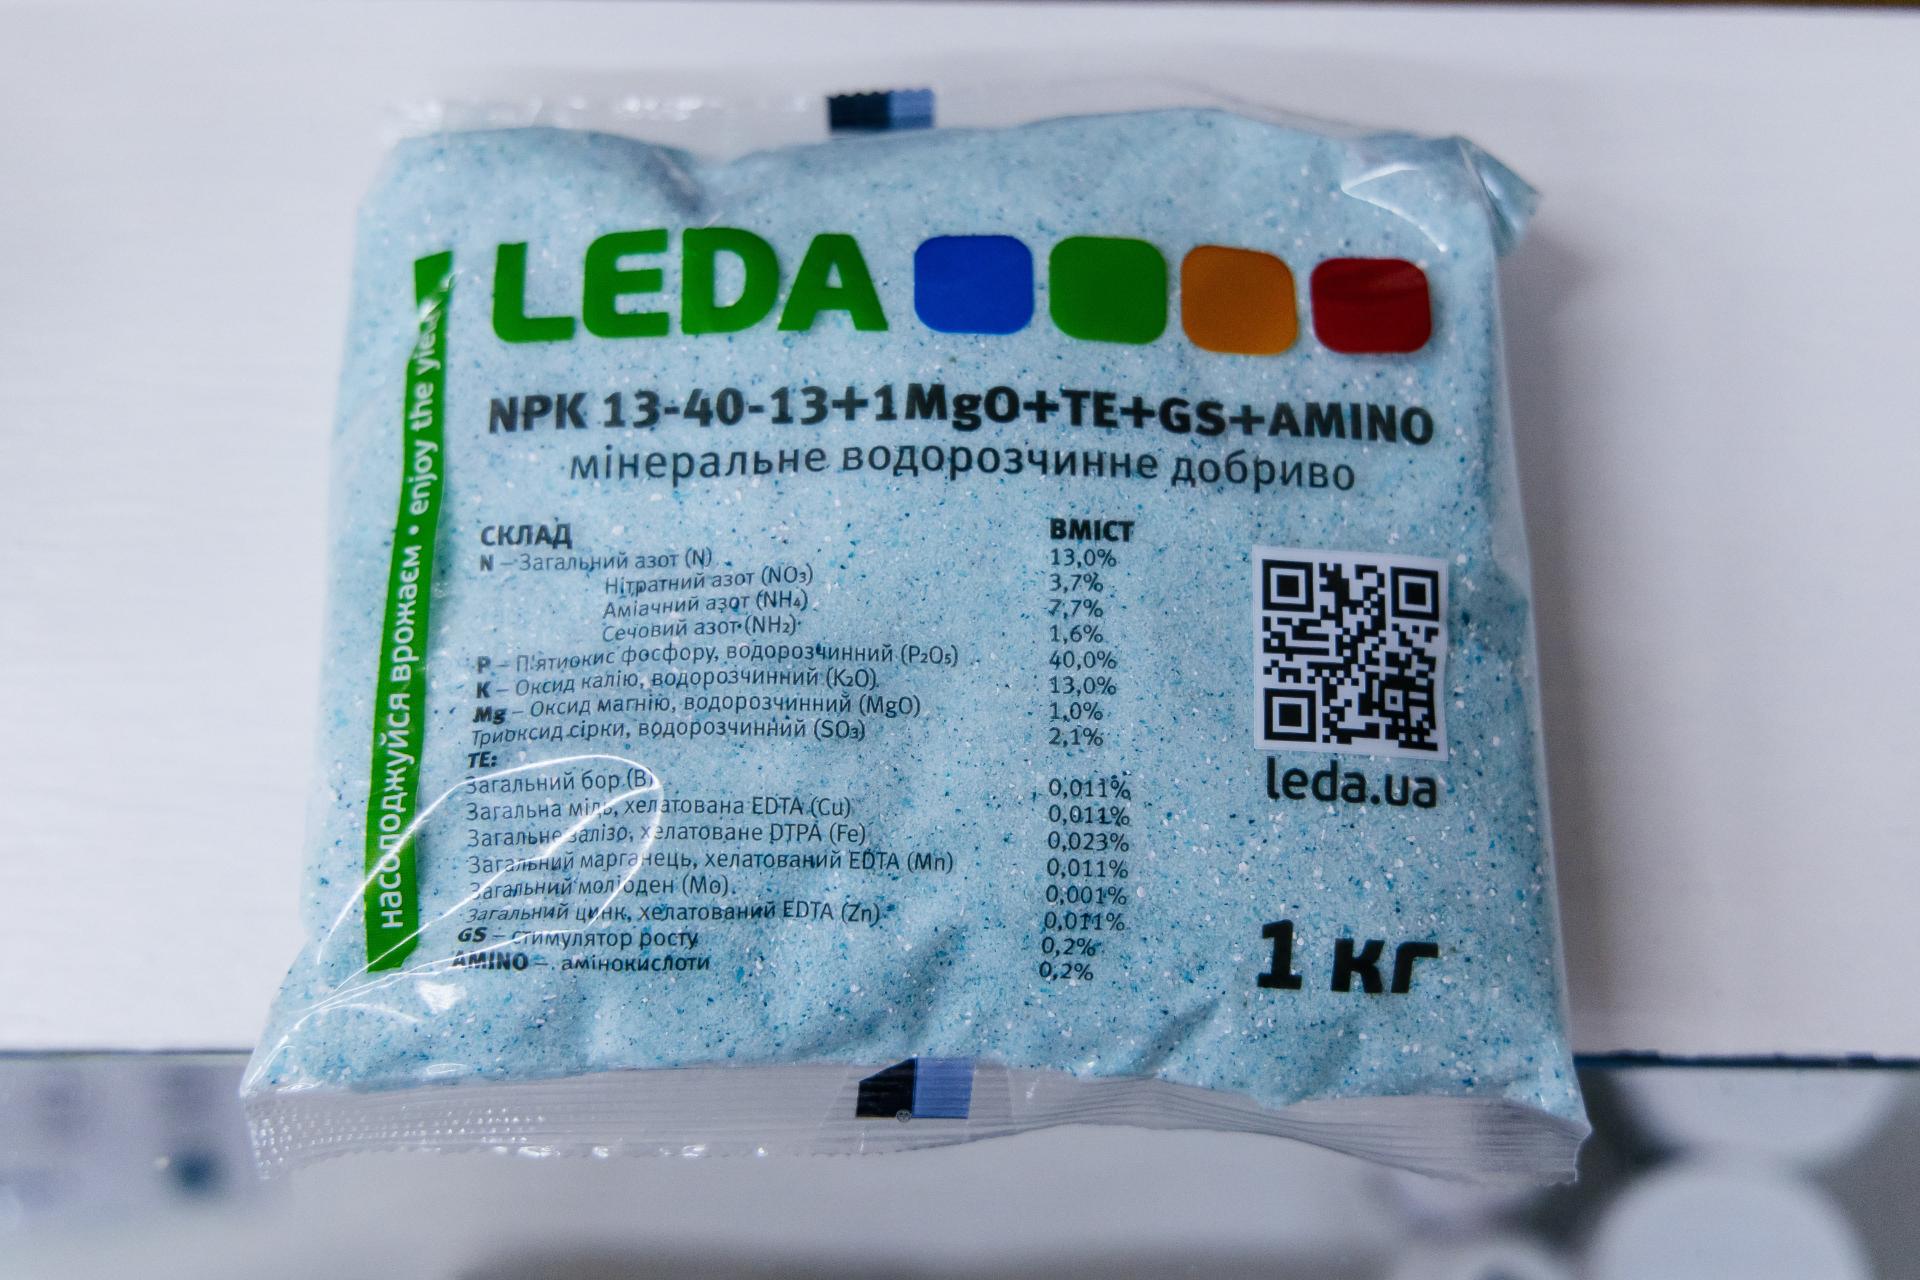 LEDA
NPK 13-40-13+1MgO+TE+GS+AMINO
мінеральне водорозчинне добриво
СКЛАД ВМІСТ
N – Загальний азот (N) 13,0%
Нітратний азот (NO₃) 3,7%
Аміачний азот (NH₄) 7,7%
Сечовий азот (NH₂) 1,6%
P – П'ятиокис фосфору, водорозчинний (P₂O₅) 40,0%
K – Оксид калію, водорозчинний (K₂O) 13,0%
Mg – Оксид магнію, водорозчинний (MgO) 1,0%
Триоксид сірки, водорозчинний (SO₃) 2,1%
TE:
Загальний бор (B) 0,011%
Загальна мідь, хелатована EDTA (Cu) 0,011%
Загальне залізо, хелатоване DTPA (Fe) 0,023%
Загальний марганець, хелатований EDTA (Mn) 0,011%
Загальний моліbден (Mo) 0,001%
Загальний цинк, хелатований EDTA (Zn) 0,011%
GS – стимулятор росту 0,2%
AMINO – амінокислоти 0,2%
leda.ua
1 кг
насолоджуйся врожаєм • enjoy the yield